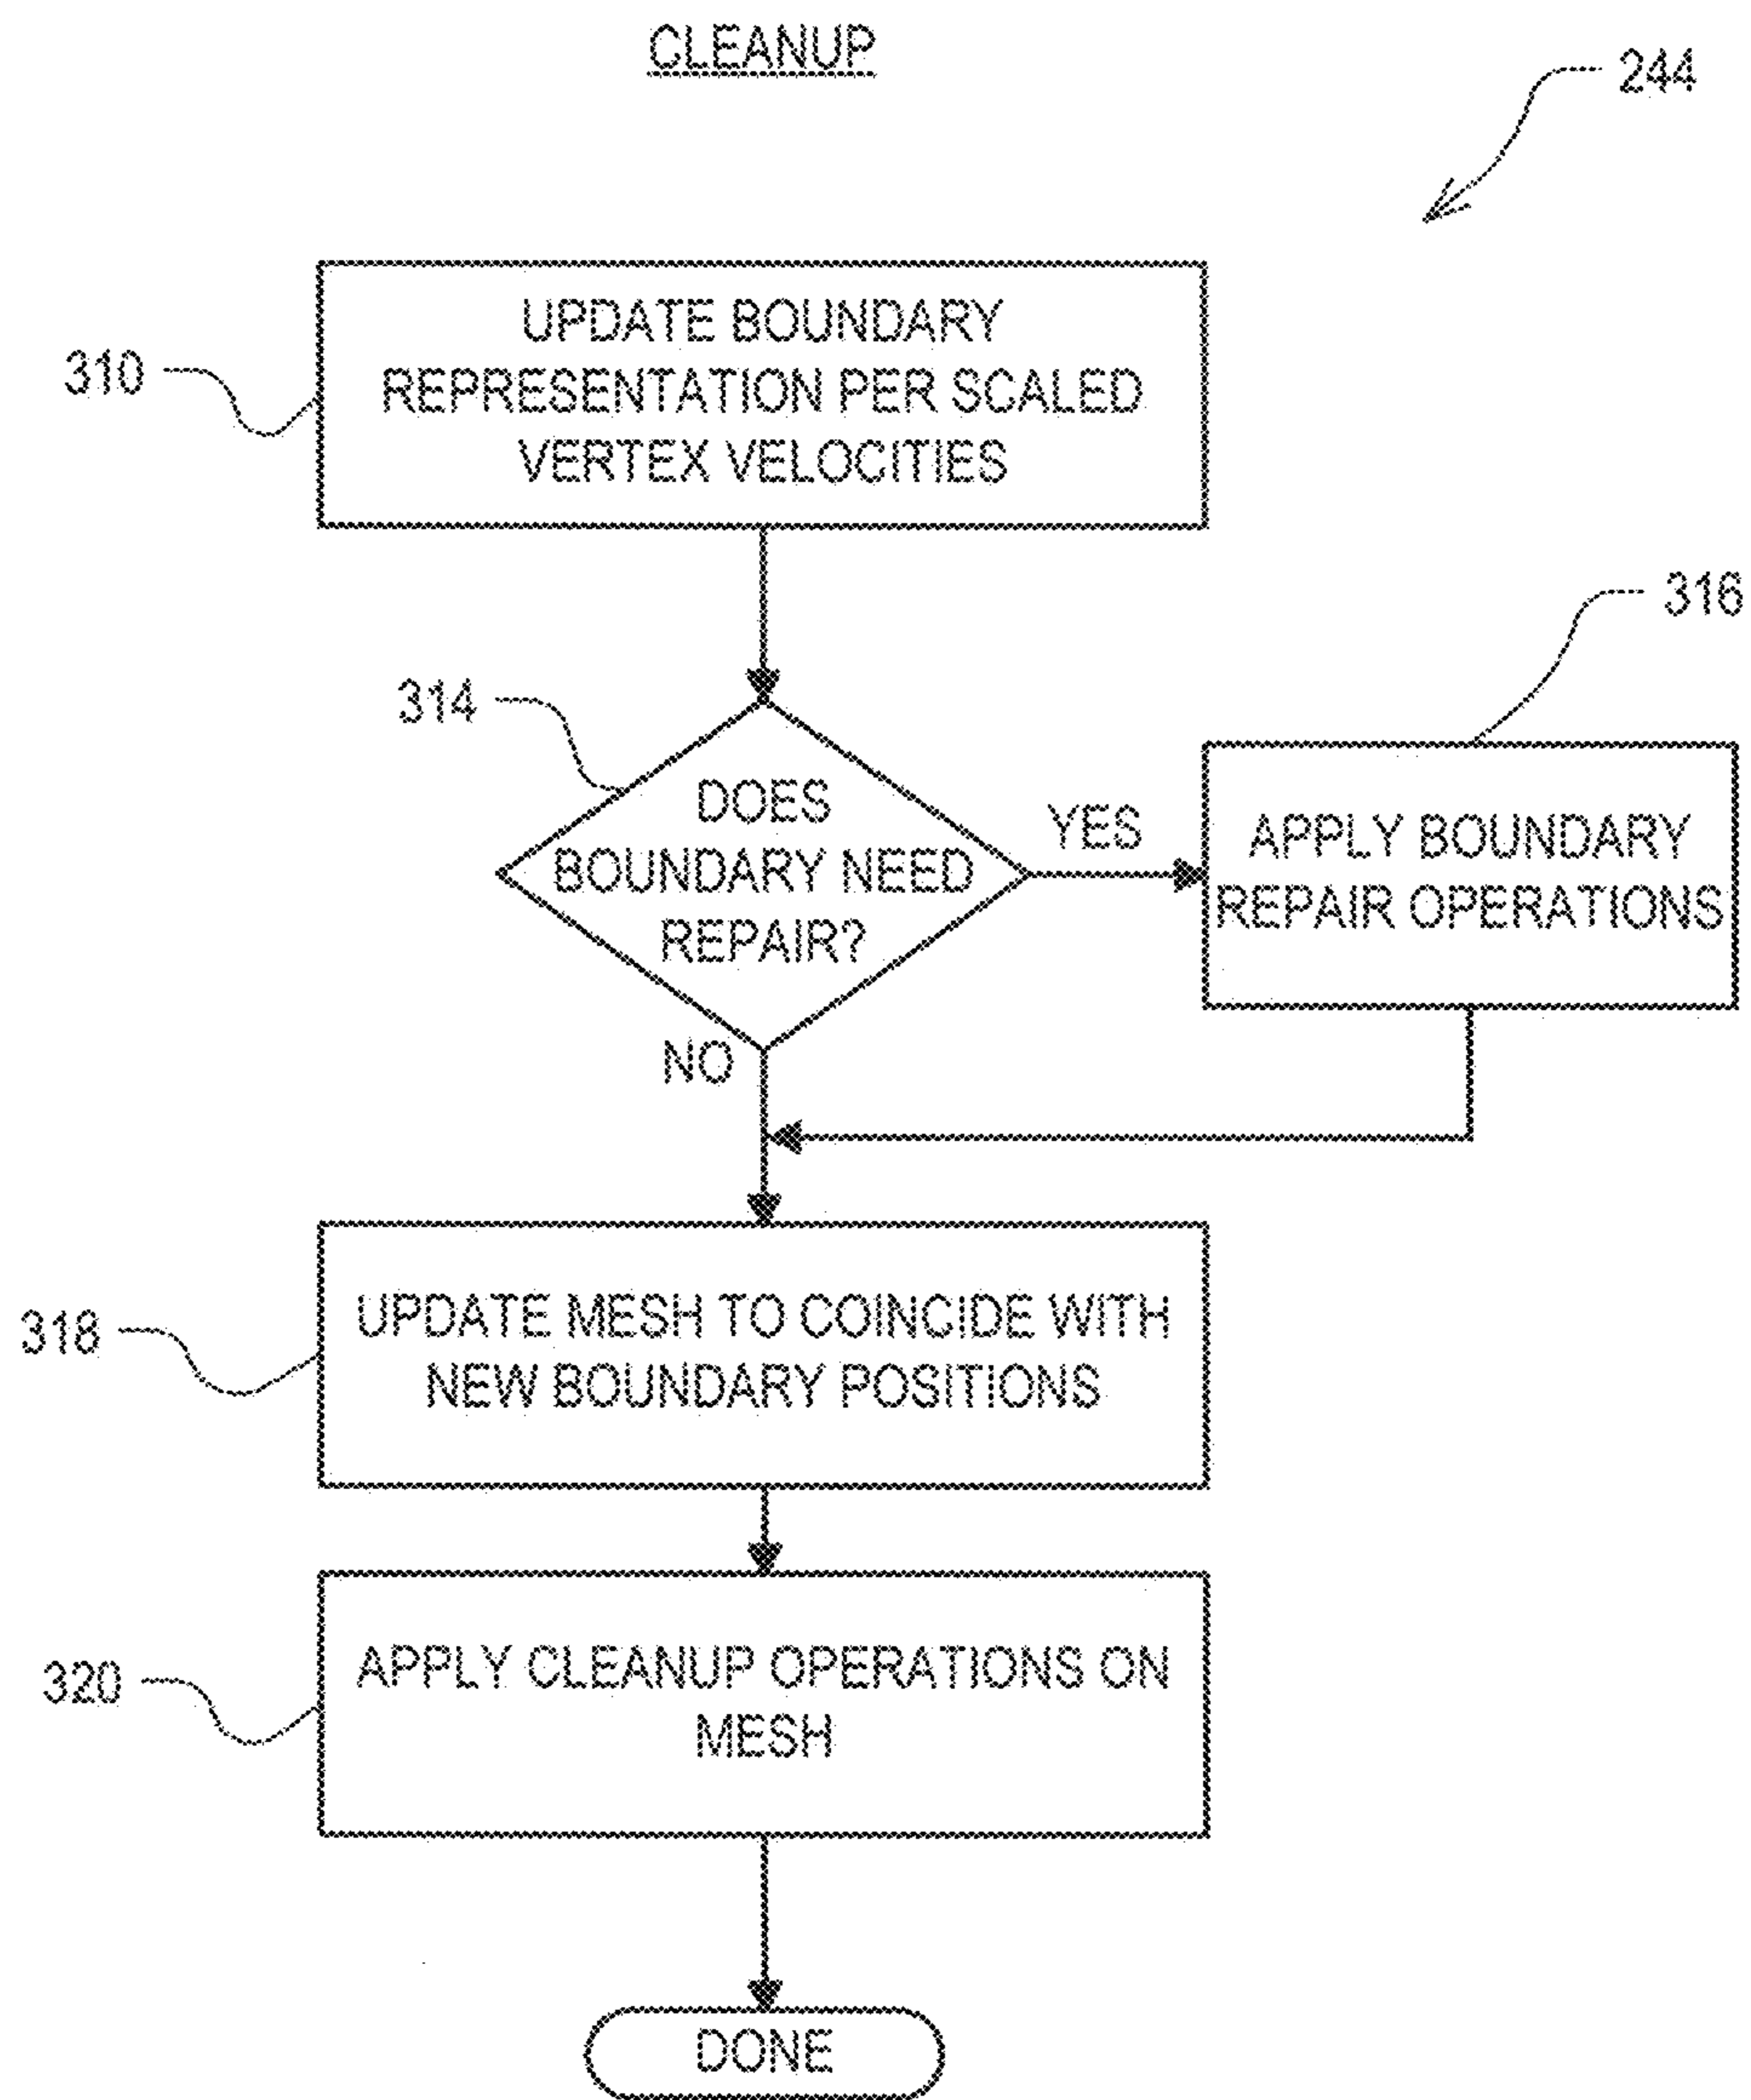 CLEANUP
244
310
UPDATE BOUNDARY
REPRESENTATION PER SCALED
VERTEX VELOCITIES
316
314
DOES
BOUNDARY NEED
REPAIR?
YES
APPLY BOUNDARY
REPAIR OPERATIONS
NO
318
UPDATE MESH TO COINCIDE WITH
NEW BOUNDARY POSITIONS
320
APPLY CLEANUP OPERATIONS ON
MESH
DONE